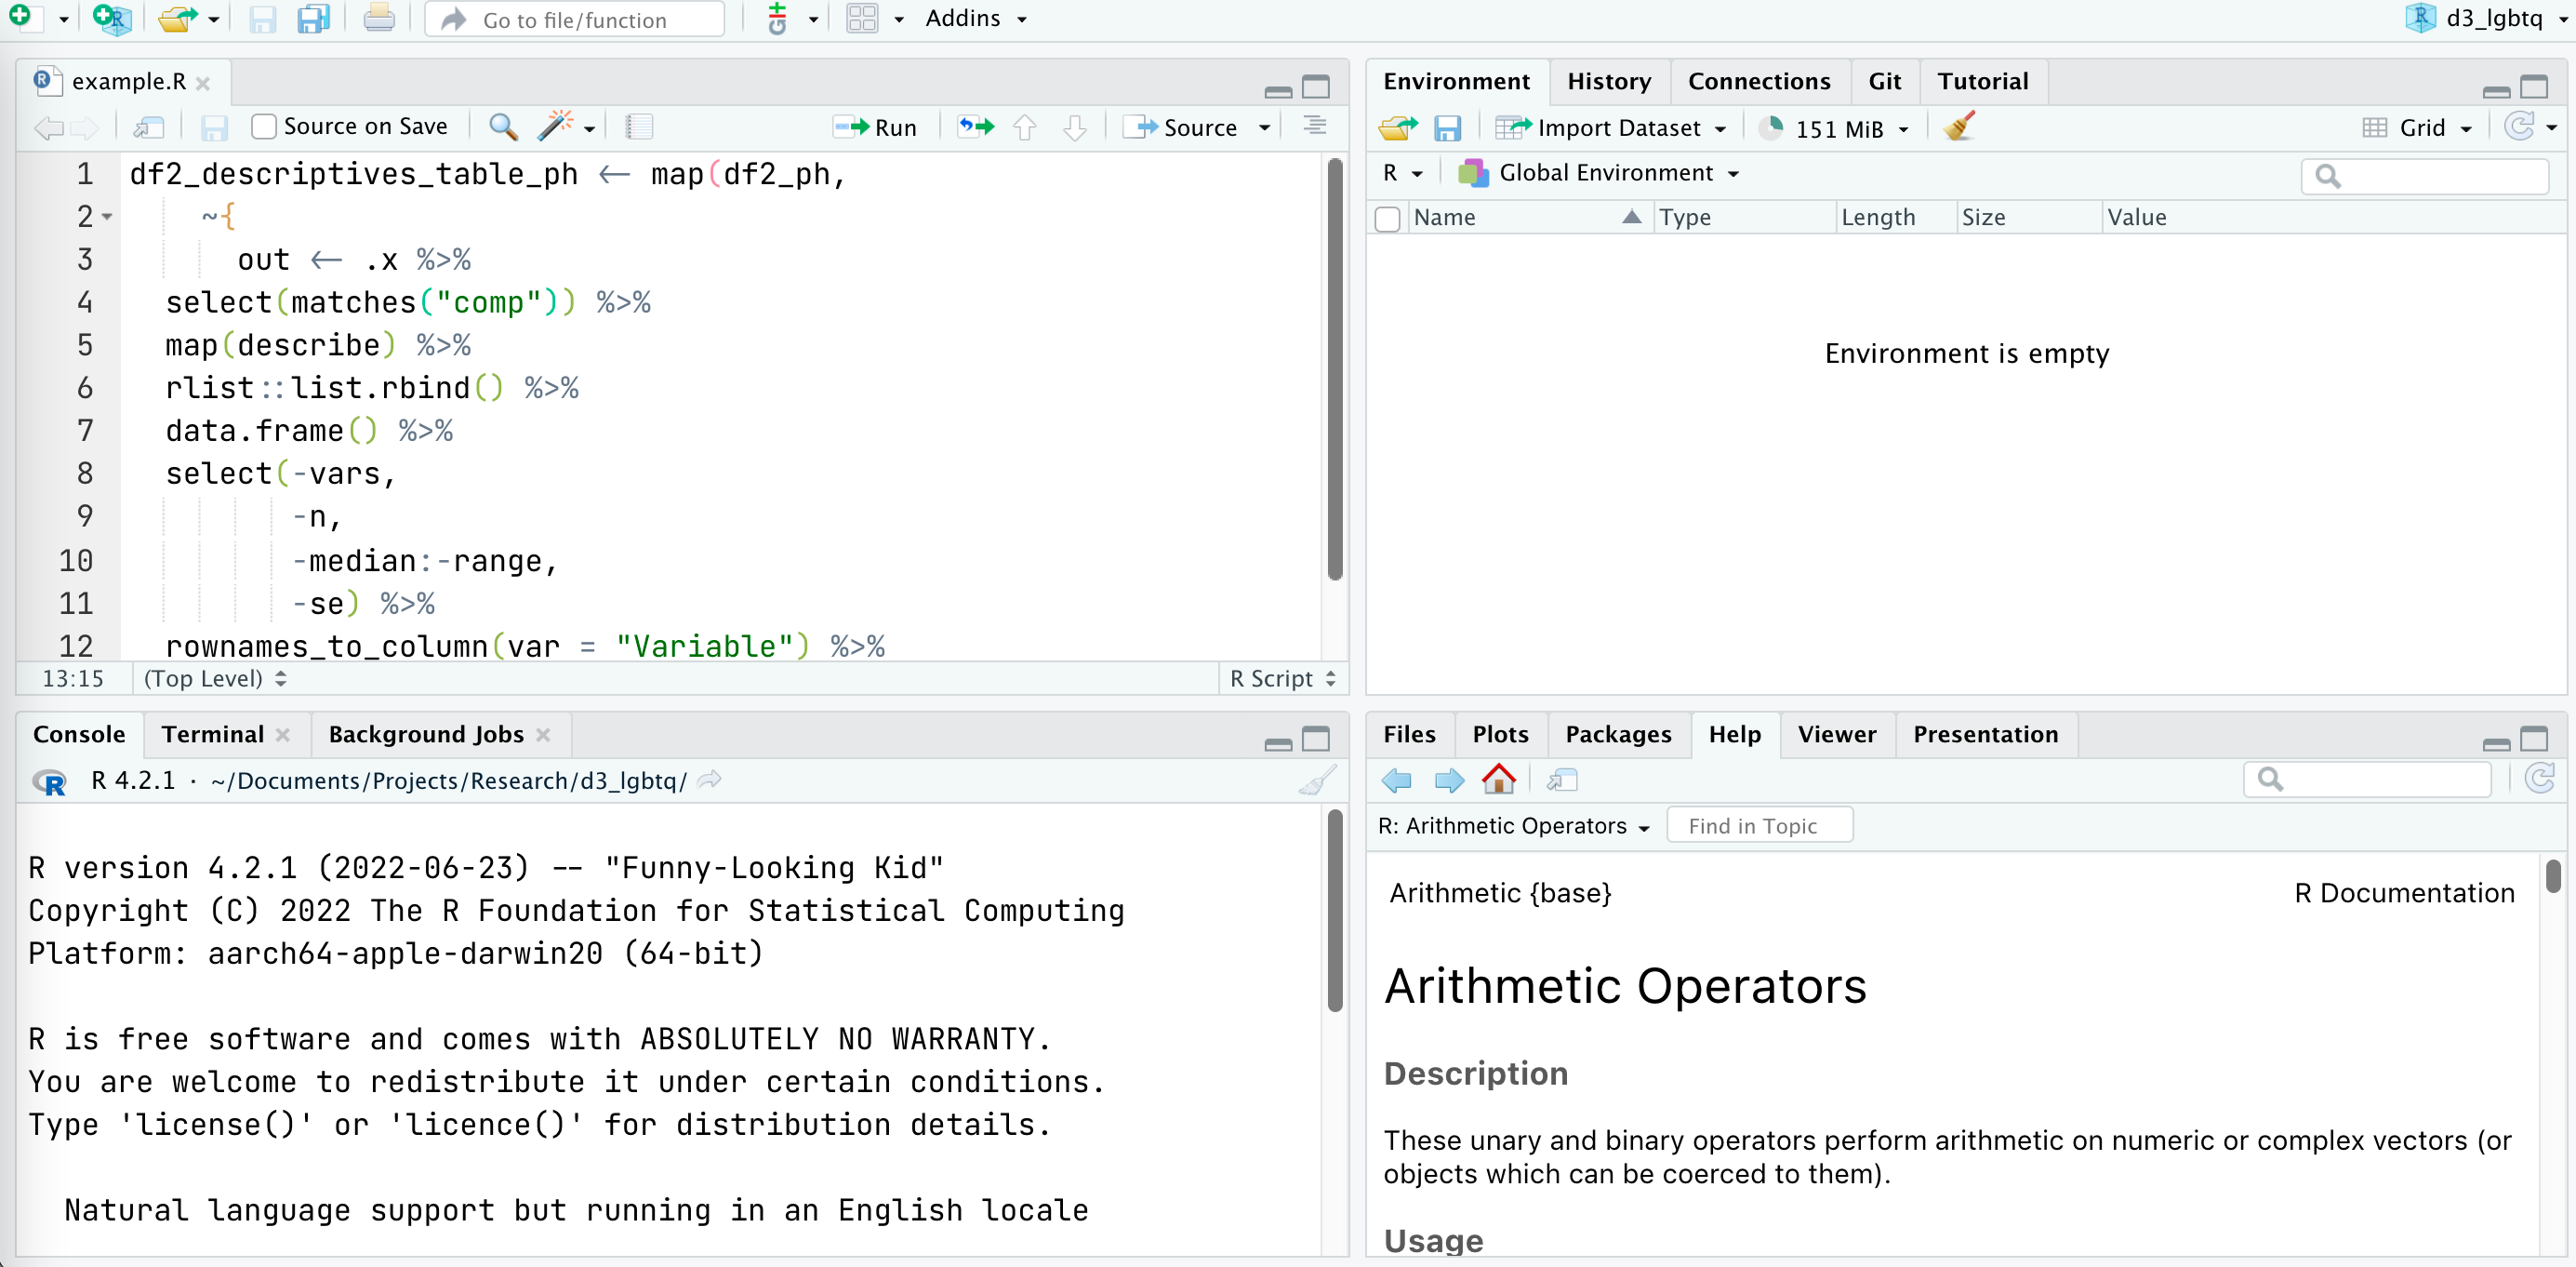 Go to file/function
Addins
d3_lgbtq
example.R
Source on Save
Run
Source
1 df2_descriptives_table_ph <- map(df2_ph,
2 ~{
3 out <- .x %>%
4 select(matches("comp")) %>%
5 map(describe) %>%
6 rlist::list.rbind() %>%
7 data.frame() %>%
8 select(-vars,
9 -n,
10 -median:-range,
11 -se) %>%
12 rownames_to_column(var = "Variable") %>%
13:15 (Top Level) R Script
Environment History Connections Git Tutorial
Import Dataset 151 MiB Grid
R Global Environment
Name Type Length Size Value
Environment is empty
Console Terminal Background Jobs
R 4.2.1 · ~/Documents/Projects/Research/d3_lgbtq/
R version 4.2.1 (2022-06-23) -- "Funny-Looking Kid"
Copyright (C) 2022 The R Foundation for Statistical Computing
Platform: aarch64-apple-darwin20 (64-bit)
R is free software and comes with ABSOLUTELY NO WARRANTY.
You are welcome to redistribute it under certain conditions.
Type 'license()' or 'licence()' for distribution details.
Natural language support but running in an English locale
Files Plots Packages Help Viewer Presentation
R: Arithmetic Operators Find in Topic
Arithmetic {base} R Documentation
Arithmetic Operators
Description
These unary and binary operators perform arithmetic on numeric or complex vectors (or
objects which can be coerced to them).
Usage